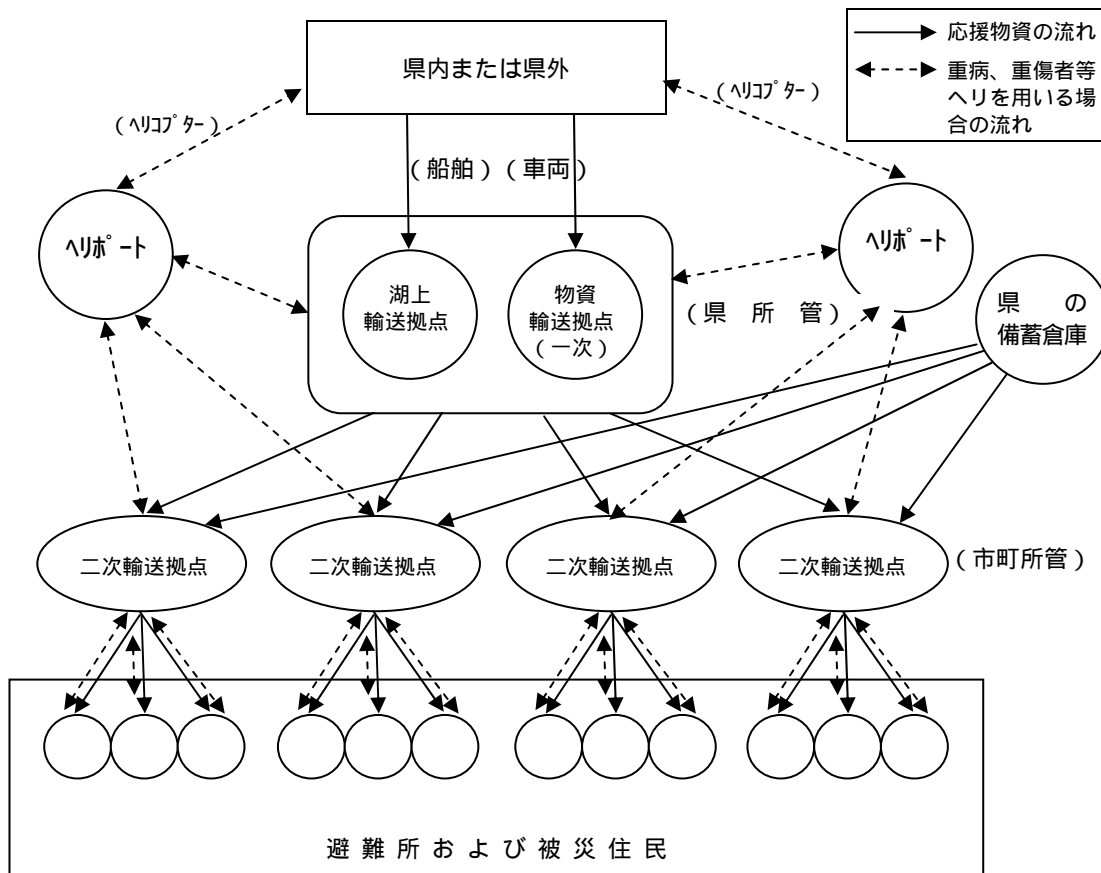 県内または県外
応援物資の流れ
重病、重傷者等
ヘリを用いる場
合の流れ
(ﾍﾘｺﾌﾟﾀｰ)
(ﾍﾘｺﾌﾟﾀｰ)
(船舶)(車両)
ﾍﾘﾎﾟｰﾄ
ﾍﾘﾎﾟｰﾄ
湖上
輸送拠点
物資
輸送拠点
(一次)
(県 所 管)
県 の
備蓄倉庫
二次輸送拠点
二次輸送拠点
二次輸送拠点
二次輸送拠点
(市町所管)
避 難 所 お よ び 被 災 住 民